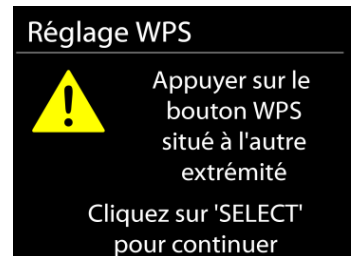 Réglage WPS
Appuyer sur le
bouton WPS
situé à l'autre
extrémité
Cliquez sur 'SELECT'
pour continuer